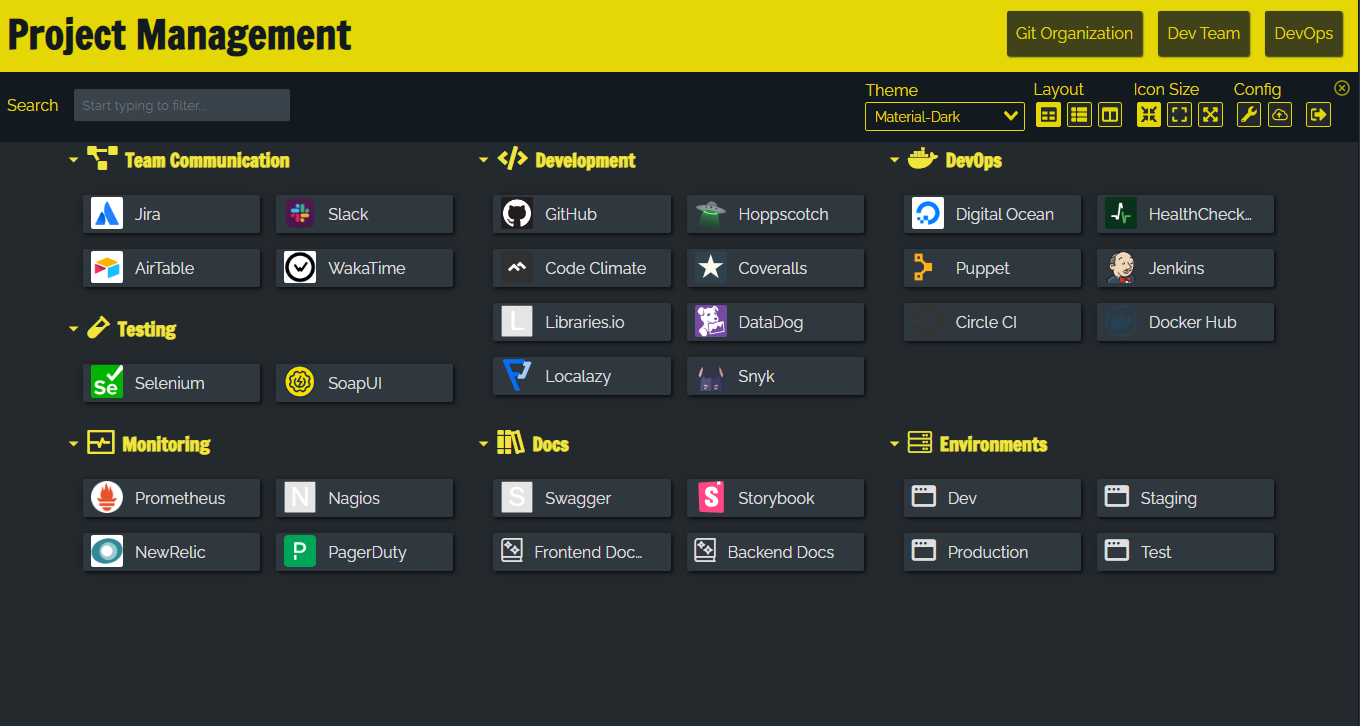 Project Management
Git Organization
Dev Team
DevOps
Search
Start typing to filter...
Theme
Material-Dark
Layout
Icon Size
Config
Team Communication
Jira
Slack
AirTable
WakaTime
Testing
Se
Selenium
SoapUI
Monitoring
Prometheus
N
Nagios
NewRelic
P
PagerDuty
Development
GitHub
Hoppscotch
Code Climate
Coveralls
L
Libraries.io
DataDog
Localazy
Snyk
Docs
S
Swagger
S
Storybook
Frontend Doc...
Backend Docs
DevOps
Digital Ocean
HealthCheck...
Puppet
Jenkins
Circle CI
Docker Hub
Environments
Dev
Staging
Production
Test